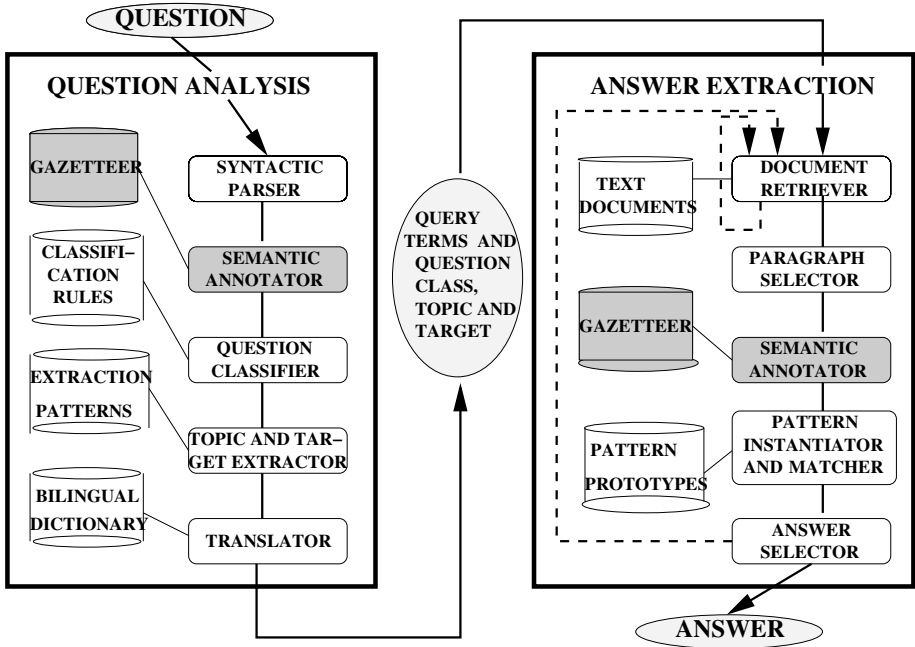 QUESTION
QUESTION ANALYSIS
GAZETTEER
SYNTACTIC
PARSER
CLASSIFI–
CATION
RULES
SEMANTIC
ANNOTATOR
EXTRACTION
PATTERNS
QUESTION
CLASSIFIER
TOPIC AND TAR–
GET EXTRACTOR
BILINGUAL
DICTIONARY
TRANSLATOR
QUERY
TERMS AND
QUESTION
CLASS,
TOPIC AND
TARGET
ANSWER EXTRACTION
TEXT
DOCUMENTS
DOCUMENT
RETRIEVER
PARAGRAPH
SELECTOR
GAZETTEER
SEMANTIC
ANNOTATOR
PATTERN
PROTOTYPES
PATTERN
INSTANTIATOR
AND MATCHER
ANSWER
SELECTOR
ANSWER